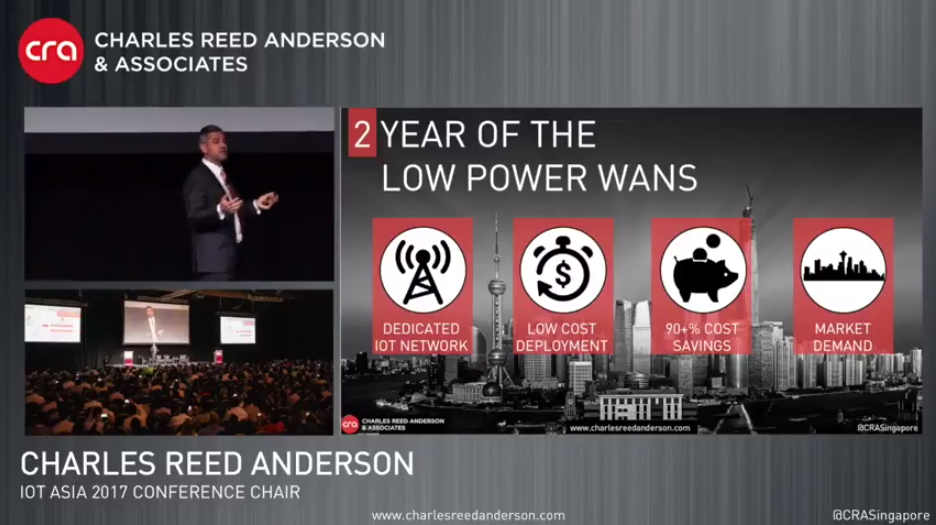 cra
CHARLES REED ANDERSON
& ASSOCIATES
2 YEAR OF THE
LOW POWER WANS
DEDICATED
IOT NETWORK
LOW COST
DEPLOYMENT
90+% COST
SAVINGS
MARKET
DEMAND
$
cra
CHARLES REED ANDERSON
& ASSOCIATES
www.charlesreedanderson.com
@CRASingapore
CHARLES REED ANDERSON
IOT ASIA 2017 CONFERENCE CHAIR
www.charlesreedanderson.com
@CRASingapore